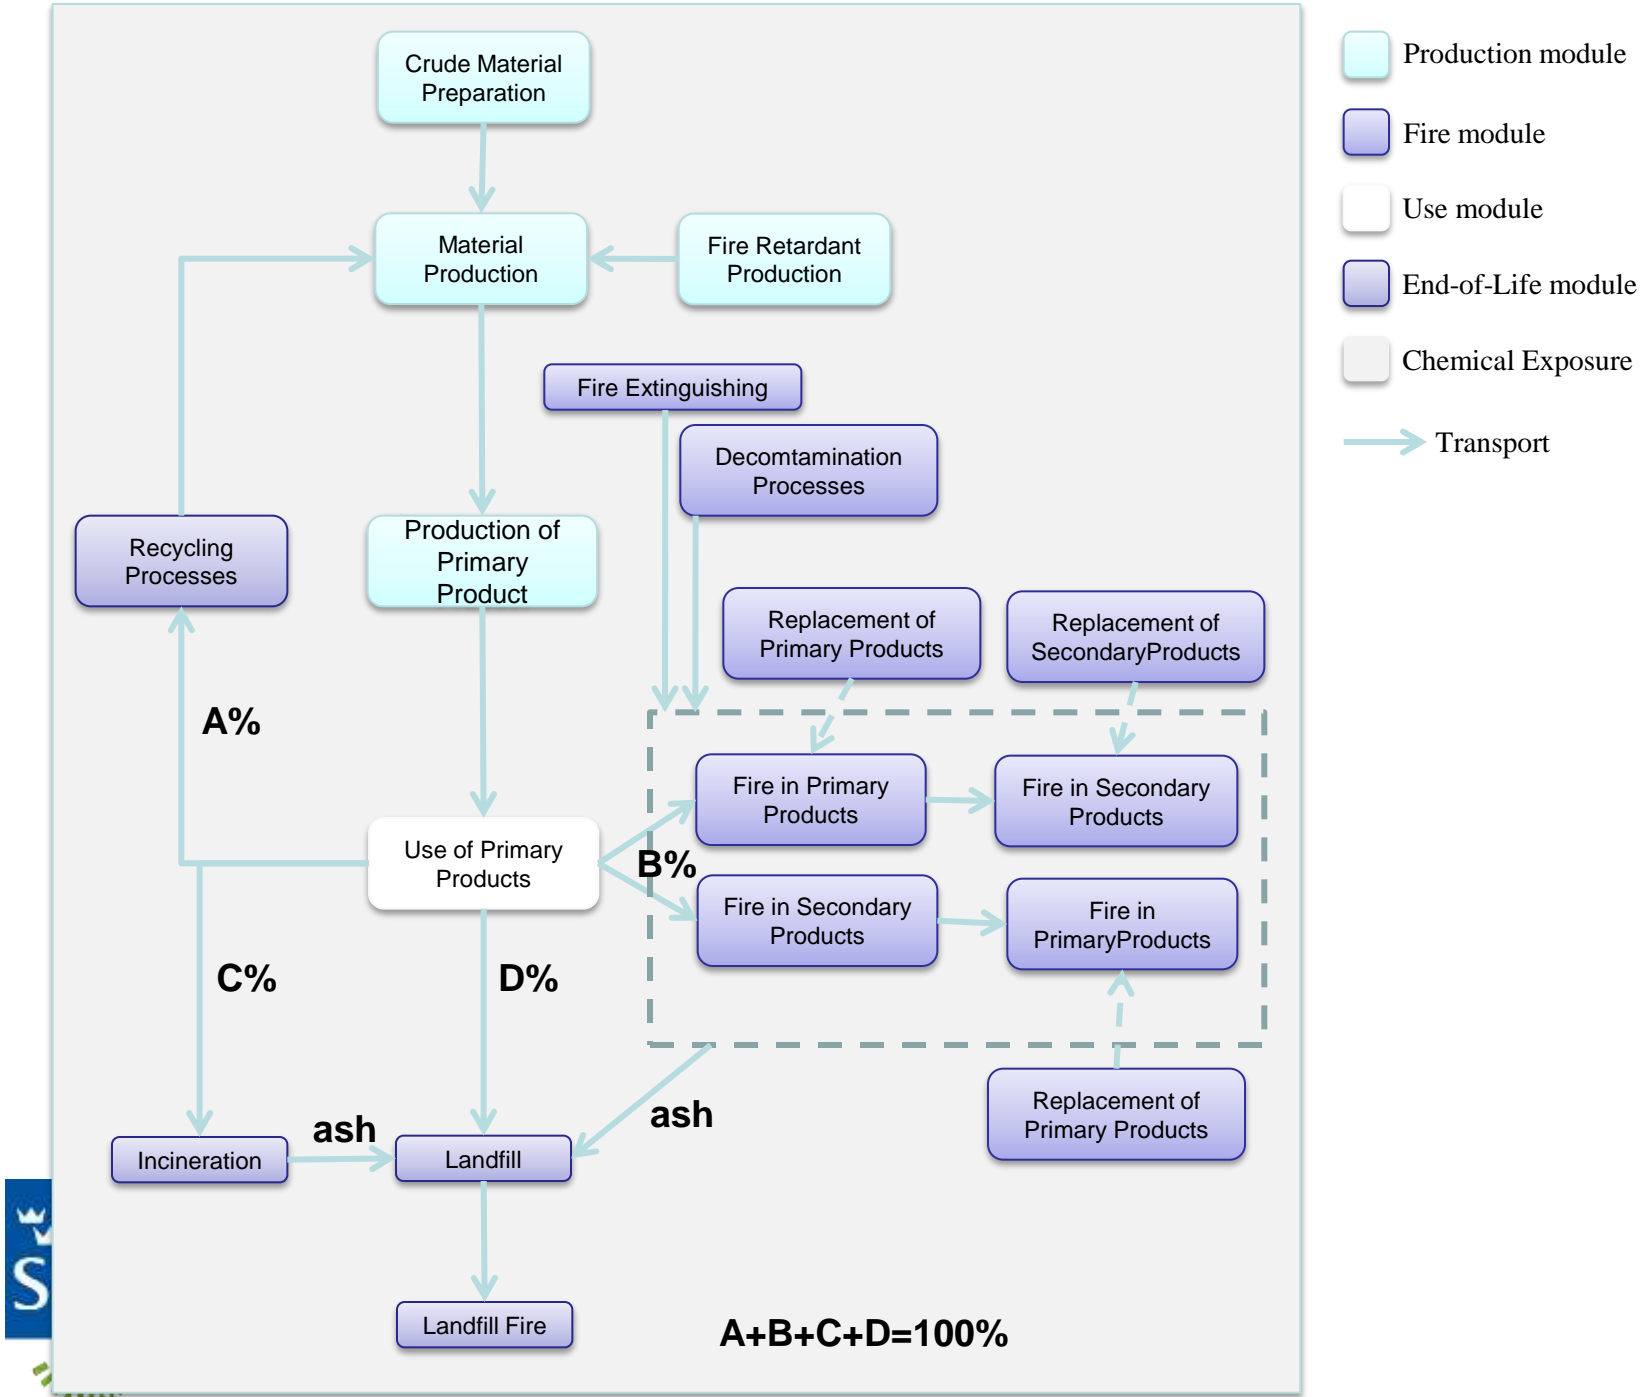 Crude Material
Preparation
Material
Production
Fire Retardant
Production
Fire Extinguishing
Decomtamination
Processes
Recycling
Processes
Production of
Primary
Product
Replacement of
Primary Products
Replacement of
SecondaryProducts
A%
Fire in Primary
Products
Fire in Secondary
Products
Use of Primary
Products
B%
Fire in Secondary
Products
Fire in
PrimaryProducts
C%
D%
ash
ash
Replacement of
Primary Products
Incineration
Landfill
Landfill Fire
A+B+C+D=100%
Production module
Fire module
Use module
End-of-Life module
Chemical Exposure
Transport
S